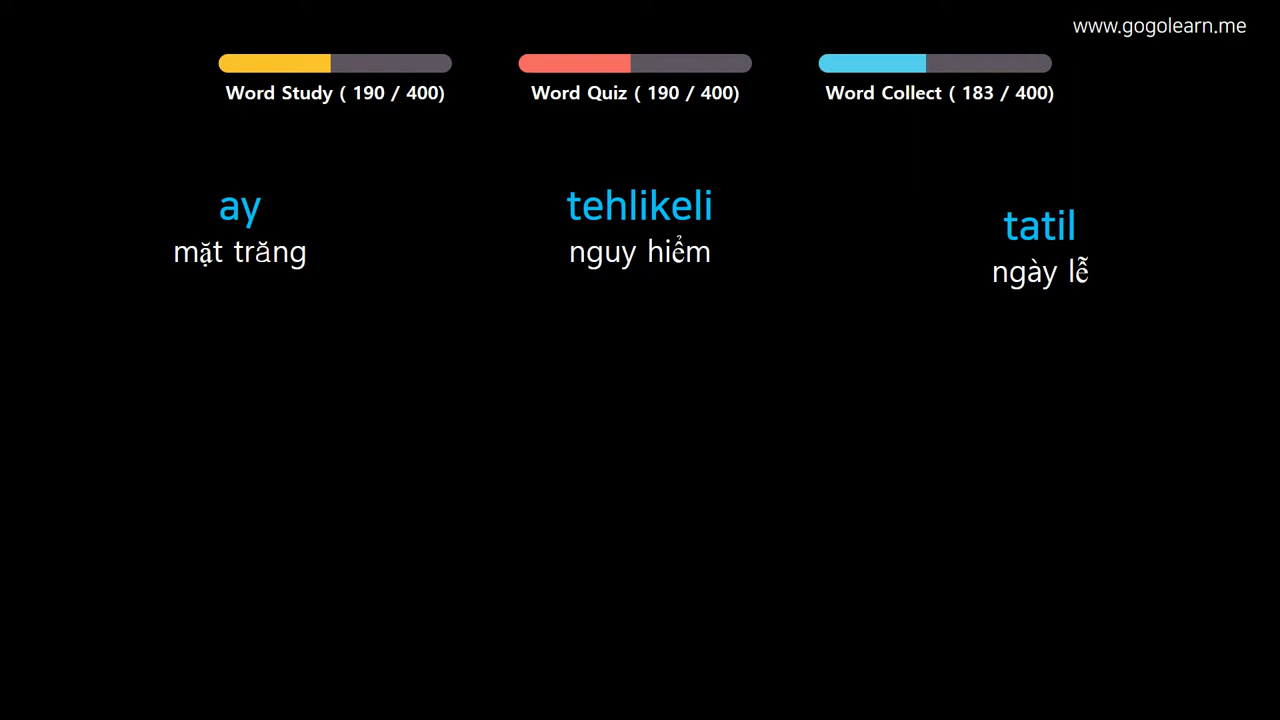 www.gogolearn.me
Word Study ( 190 / 400)
Word Quiz ( 190 / 400)
Word Collect ( 183 / 400)
ay
mặt trăng
tehlikeli
nguy hiểm
tatil
ngày lễ